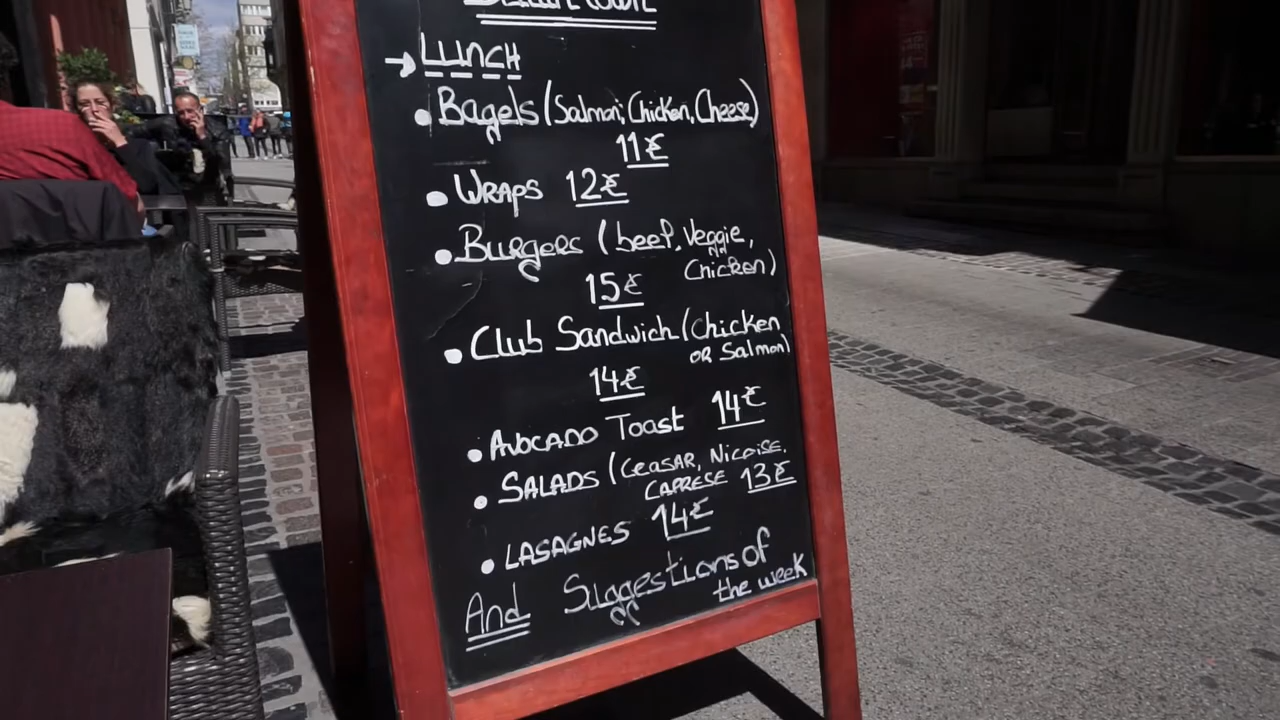 LUNCH
Bagels (Salmon, Chicken, Cheese)
11€
WRAPS 12€
BURGERS (beef, Veggie,
Chicken)
15€
Club Sandwich (Chicken
OR Salmon)
14€
AVOCADO Toast 14€
SALADS (CEASAR, NICOISE,
CAPRESE 13€
LASAGNES 14€
And Suggestions of
the week